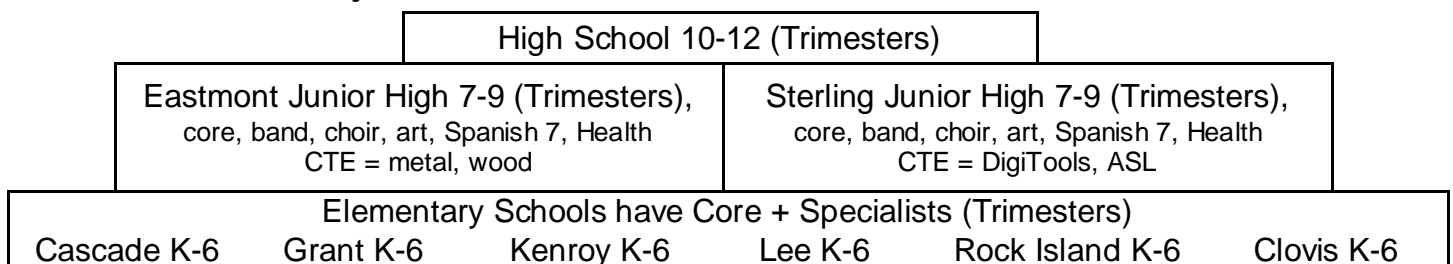 High School 10-12 (Trimesters)
Eastmont Junior High 7-9 (Trimesters),
core, band, choir, art, Spanish 7, Health
CTE = metal, wood
Sterling Junior High 7-9 (Trimesters),
core, band, choir, art, Spanish 7, Health
CTE = DigiTools, ASL
Elementary Schools have Core + Specialists (Trimesters)
Cascade K-6 Grant K-6 Kenroy K-6 Lee K-6 Rock Island K-6 Clovis K-6